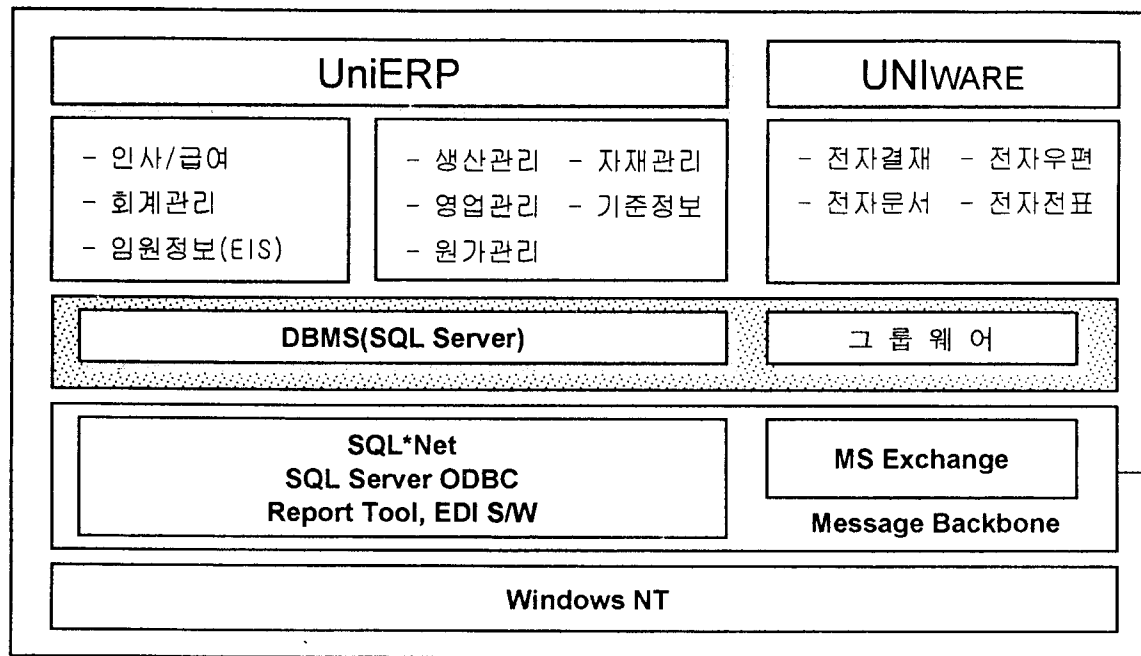 UniERP
UNIWARE
- 인사/급여
- 회계관리
- 임원정보(EIS)
- 생산관리 - 자재관리
- 영업관리 - 기준정보
- 원가관리
- 전자결재 - 전자우편
- 전자문서 - 전자전표
DBMS(SQL Server)
그 룹 웨 어
SQL*Net
SQL Server ODBC
Report Tool, EDI S/W
MS Exchange
Message Backbone
Windows NT